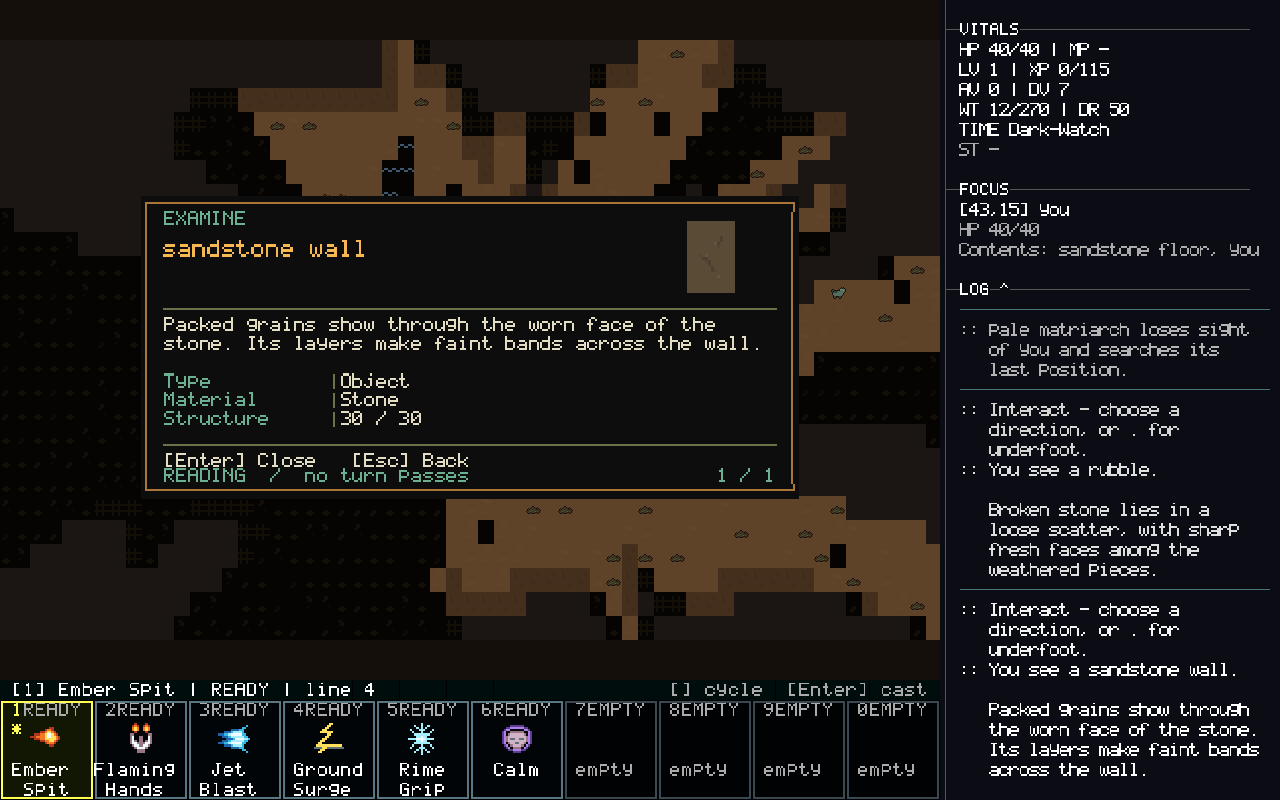 VITALS
HP 40/40 | MP -
LV 1 | XP 0/115
AV 0 | DV 7
WT 12/270 | DR 50
TIME Dark-Watch
ST -
FOCUS
[43,15] You
HP 40/40
Contents: sandstone floor, You
LOG ^
:: Pale matriarch loses sight
of You and searches its
last Position.
:: Interact - choose a
direction, or . for
underfoot.
:: You see a rubble.
Broken stone lies in a
loose scatter, with sharp
fresh faces among the
weathered Pieces.
:: Interact - choose a
direction, or . for
underfoot.
:: You see a sandstone wall.
Packed grains show through
the worn face of the stone.
Its layers make faint bands
across the wall.
EXAMINE
sandstone wall
Packed grains show through the worn face of the
stone. Its layers make faint bands across the wall.
Type |Object
Material |Stone
Structure |30 / 30
[Enter] Close [Esc] Back
READING / no turn Passes 1 / 1
[1] Ember Spit | READY | line 4 [] cycle [Enter] cast
1READY 2READY 3READY 4READY 5READY 6READY 7EMPTY 8EMPTY 9EMPTY 0EMPTY
*
Ember Flaming Jet Ground Rime Calm empty empty empty empty
Spit Hands Blast Surge Grip